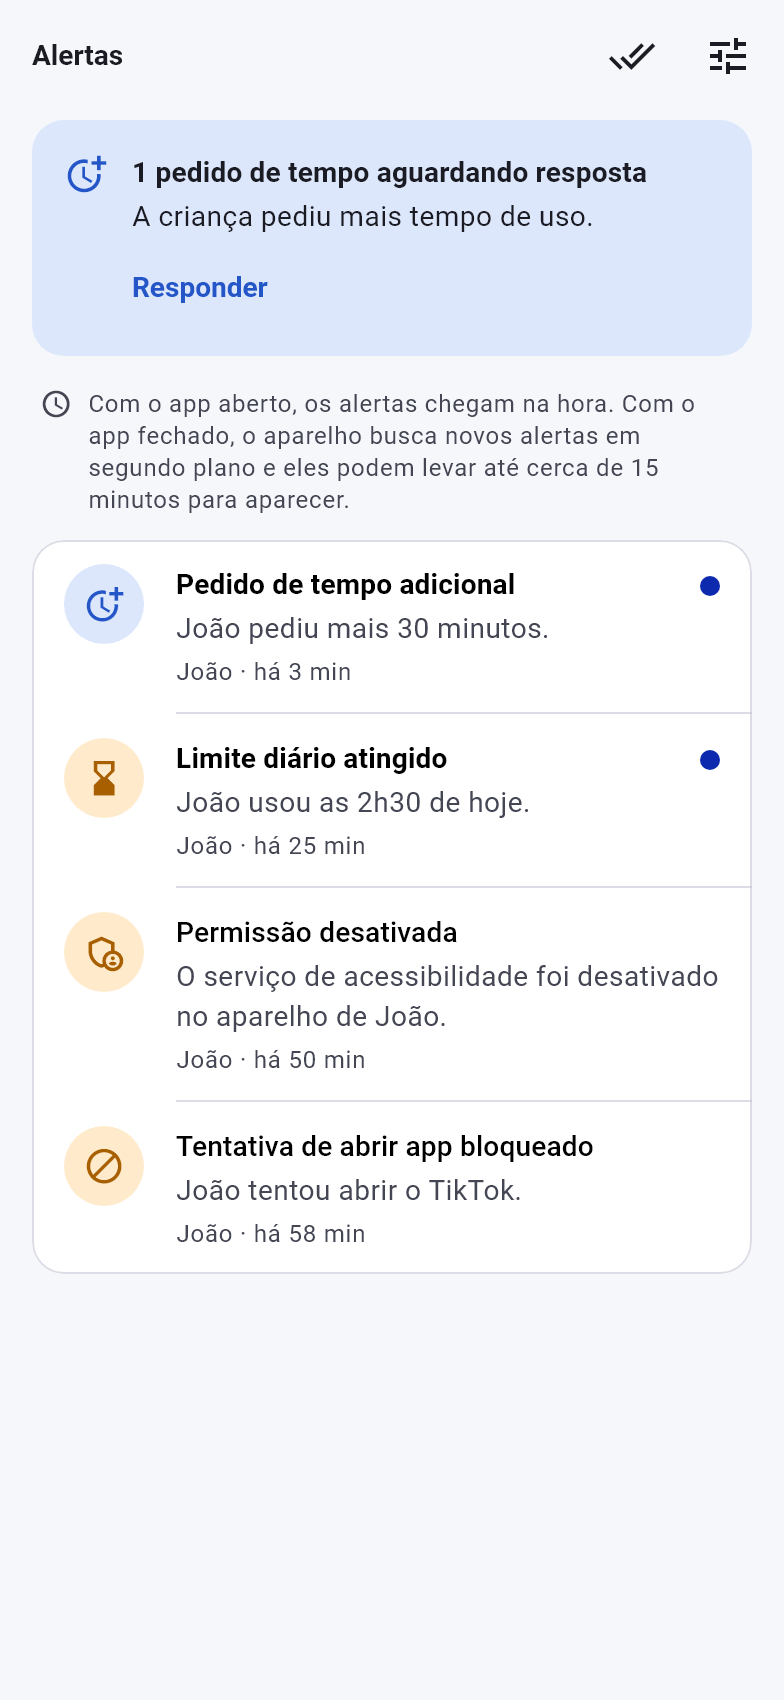 Alertas
1 pedido de tempo aguardando resposta
A criança pediu mais tempo de uso.
Responder
Com o app aberto, os alertas chegam na hora. Com o
app fechado, o aparelho busca novos alertas em
segundo plano e eles podem levar até cerca de 15
minutos para aparecer.
Pedido de tempo adicional
João pediu mais 30 minutos.
João · há 3 min
Limite diário atingido
João usou as 2h30 de hoje.
João · há 25 min
Permissão desativada
O serviço de acessibilidade foi desativado
no aparelho de João.
João · há 50 min
Tentativa de abrir app bloqueado
João tentou abrir o TikTok.
João · há 58 min